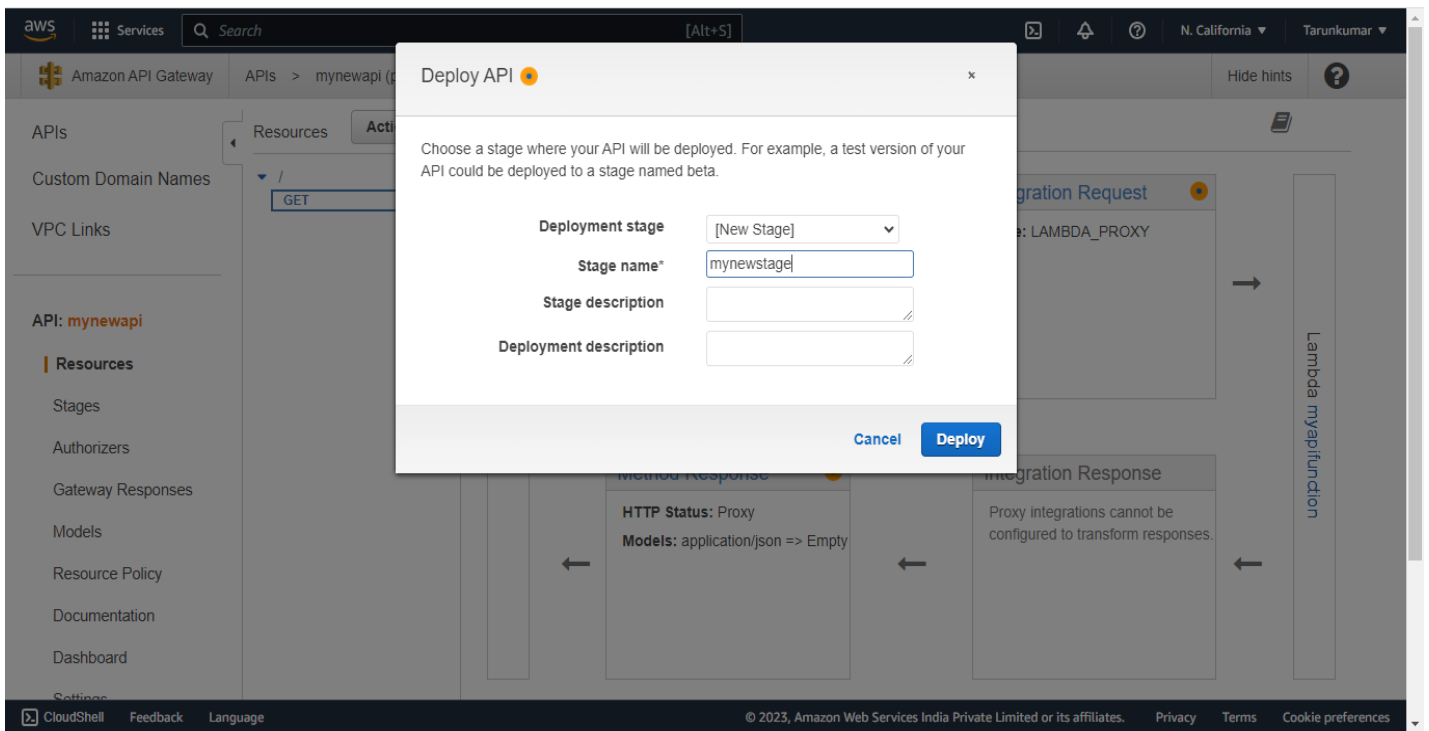 aws
Services
Search
[Alt+S]
N. California
Tarunkumar
Amazon API Gateway
APIs > mynewapi
Hide hints
APIs
Custom Domain Names
VPC Links
API: mynewapi
Resources
Stages
Authorizers
Gateway Responses
Models
Resource Policy
Documentation
Dashboard
Settings
Resources
/
GET
Deploy API
x
Choose a stage where your API will be deployed. For example, a test version of your
API could be deployed to a stage named beta.
Deployment stage
[New Stage]
Stage name*
mynewstage
Stage description
Deployment description
Cancel
Deploy
Request
LAMBDA_PROXY
Method Response
HTTP Status: Proxy
Models: application/json => Empty
Integration Response
Proxy integrations cannot be
configured to transform responses.
Lambda myapifunction
CloudShell
Feedback
Language
© 2023, Amazon Web Services India Private Limited or its affiliates.
Privacy
Terms
Cookie preferences